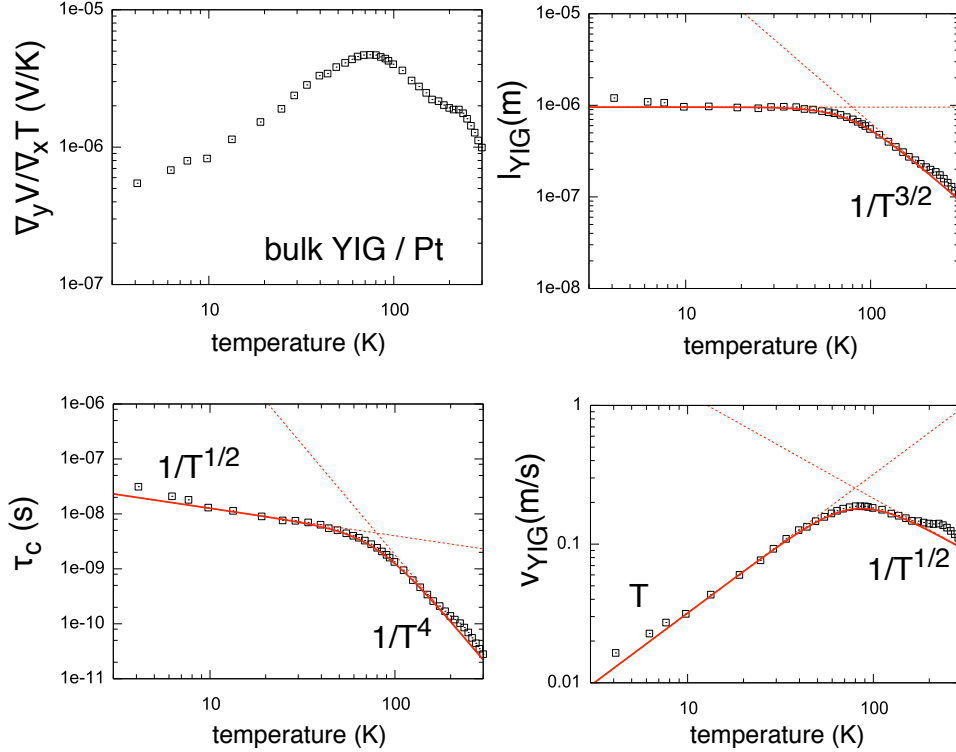 1e-05
1e-06
1e-07
∇yV/∇xT (V/K)
bulk YIG / Pt
10
100
temperature (K)
1e-05
1e-06
1e-07
1e-08
lYIG(m)
1/T3/2
10
100
temperature (K)
1e-06
1e-07
1e-08
1e-09
1e-10
1e-11
τc (s)
1/T1/2
1/T4
10
100
temperature (K)
1
0.1
0.01
vYIG(m/s)
T
1/T1/2
10
100
temperature (K)